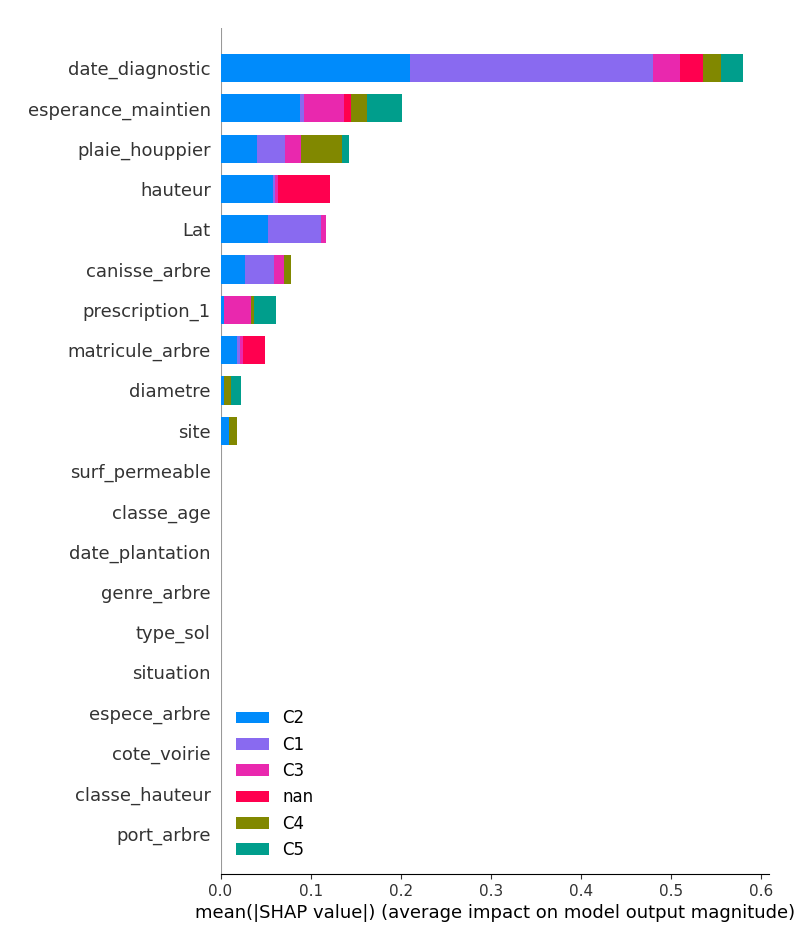 date_diagnostic
esperance_maintien
plaie_houppier
hauteur
Lat
canisse_arbre
prescription_1
matricule_arbre
diametre
site
surf_permeable
classe_age
date_plantation
genre_arbre
type_sol
situation
espece_arbre
cote_voirie
classe_hauteur
port_arbre
C2
C1
C3
nan
C4
C5
0.0 0.1 0.2 0.3 0.4 0.5 0.6
mean(|SHAP value|) (average impact on model output magnitude)